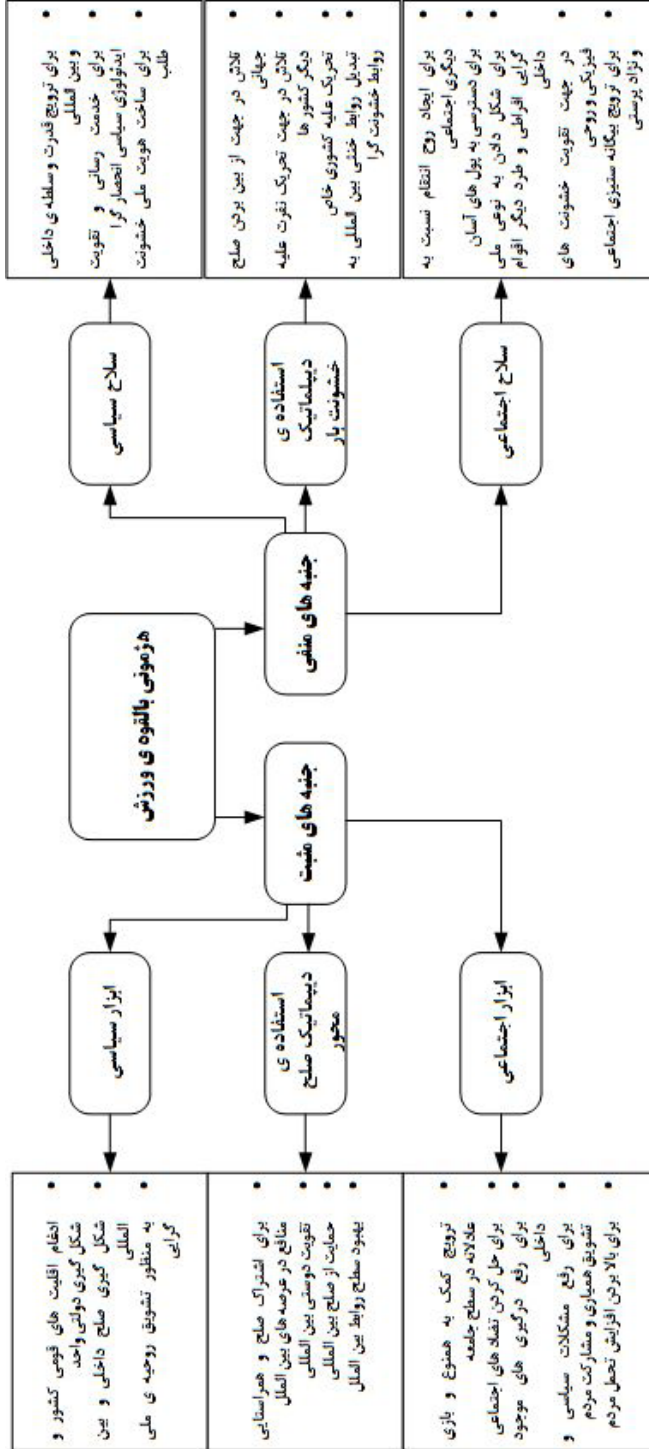 هژمونی بالقوه ی ورزش
جنبه های منفی
جنبه های مثبت
سلاح سیاسی
استفاده ی
دیپلماتیک
خشونت بار
سلاح اجتماعی
ابزار سیاسی
استفاده ی
دیپماتیک صلح
محور
ابزار اجتماعی
• برای ترویج قدرت و سلطه ی داخلی
و بین المللی
• برای خدمت رسانی و تقویت
ایدئولوژی سیاسی انحصار گرا
• برای ساخت هویت ملی خشونت
طلب
• تلاش در جهت از بین بردن صلح
جهانی
• تلاش در جهت تحریک نفرت علیه
دیگر کشور ها
• تحریک علیه کشوری خاص
• تبدیل روابط خنثی بین المللی به
روابط خشونت گرا
• برای ایجاد روح انتقام نسبت به
دیگری اجتماعی
• برای دسترسی به پول های آسان
• برای شکل دادن به نوعی ملی
گرایی افراطی و طرد دیگر اقوام
داخلی
• در جهت تقویت خشونت های
فیزیکی و روحی
• برای ترویج بیگانه ستیزی اجتماعی
و نژاد پرستی
• ادغام اقلیت های قومی کشور و
شکل گیری دولتی واحد
• شکل گیری صلح داخلی و بین
المللی
• به منظور تشویق روحیه ی ملی
گرایی
• برای اشتراک صلح و همراستایی
منافع در عرصه های بین الملل
• تقویت دوستی بین المللی
• حمایت از صلح بین المللی
• بهبود سطح روابط بین الملل
• ترویج کمک به همنوع و بازی
عادلانه در سطح جامعه
• برای حل کردن تضاد های اجتماعی
• برای رفع درگیری های موجود
داخلی
• برای رفع مشکلات سیاسی و
تشویق همیاری و مشارکت مردم
• برای بالا بردن افزایش تحمل مردم